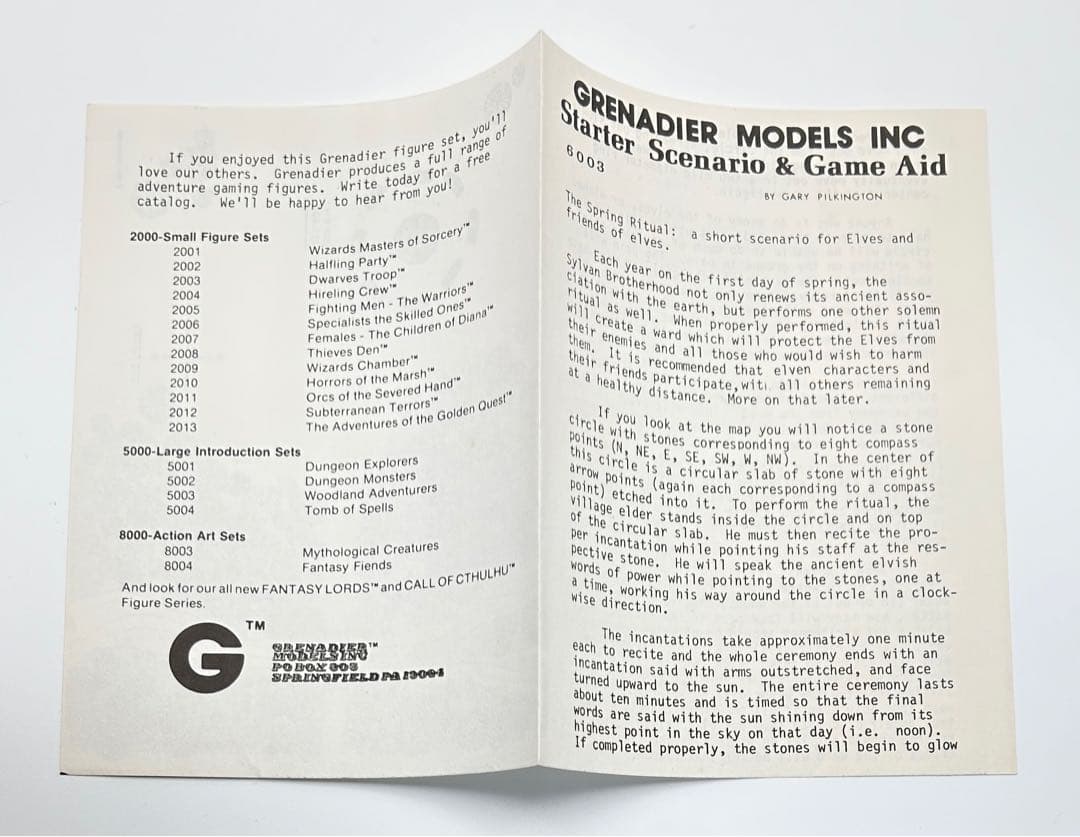 If you enjoyed this Grenadier figure set, you'll
love our others. Grenadier produces a full range of
adventure gaming figures. Write today for a free
catalog. We'll be happy to hear from you!
2000-Small Figure Sets
2001 Wizards Masters of Sorcery™
2002 Halfling Party™
2003 Dwarves Troop™
2004 Hireling Crew™
2005 Fighting Men - The Warriors™
2006 Specialists the Skilled Ones™
2007 Females - The Children of Diana™
2008 Thieves Den™
2009 Wizards Chamber™
2010 Horrors of the Marsh™
2011 Orcs of the Severed Hand™
2012 Subterranean Terrors™
2013 The Adventures of the Golden Quest™
5000-Large Introduction Sets
5001 Dungeon Explorers
5002 Dungeon Monsters
5003 Woodland Adventurers
5004 Tomb of Spells
8000-Action Art Sets
8003 Mythological Creatures
8004 Fantasy Fiends
And look for our all new FANTASY LORDS™ and CALL OF CTHULHU™
Figure Series.
G TM
GRENADIER™
MODELS INC
PO BOX 305
SPRINGFIELD PA 19064
GRENADIER MODELS INC
Starter Scenario & Game Aid
6003
BY GARY PILKINGTON
The Spring Ritual: a short scenario for Elves and
friends of elves.
Each year on the first day of spring, the
Sylvan Brotherhood not only renews its ancient asso-
ciation with the earth, but performs one other solemn
ritual as well. When properly performed, this ritual
will create a ward which will protect the Elves from
their enemies and all those who would wish to harm
them. It is recommended that elven characters and
their friends participate, with all others remaining
at a healthy distance. More on that later.
If you look at the map you will notice a stone
circle with stones corresponding to eight compass
points (N, NE, E, SE, SW, W, NW). In the center of
this circle is a circular slab of stone with eight
arrow points (again each corresponding to a compass
point) etched into it. To perform the ritual, the
village elder stands inside the circle and on top
of the circular slab. He must then recite the pro-
per incantation while pointing his staff at the res-
pective stone. He will speak the ancient elvish
words of power while pointing to the stones, one at
a time, working his way around the circle in a clock-
wise direction.
The incantations take approximately one minute
each to recite and the whole ceremony ends with an
incantation said with arms outstretched, and face
turned upward to the sun. The entire ceremony lasts
about ten minutes and is timed so that the final
words are said with the sun shining down from its
highest point in the sky on that day (i.e. noon).
If completed properly, the stones will begin to glow